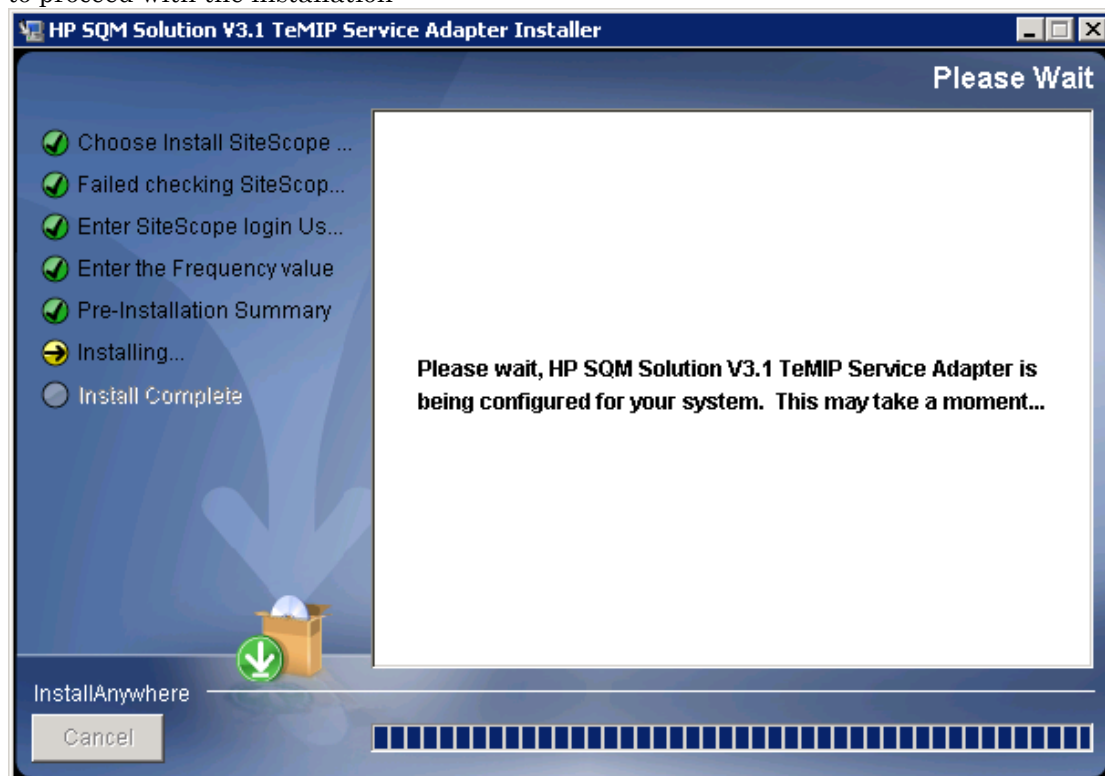 to proceed with the installation
HP SQM Solution V3.1 TeMIP Service Adapter Installer
Please Wait
Choose Install SiteScope ...
Failed checking SiteScop...
Enter SiteScope login Us...
Enter the Frequency value
Pre-Installation Summary
Installing...
Install Complete
Please wait, HP SQM Solution V3.1 TeMIP Service Adapter is
being configured for your system. This may take a moment...
InstallAnywhere
Cancel